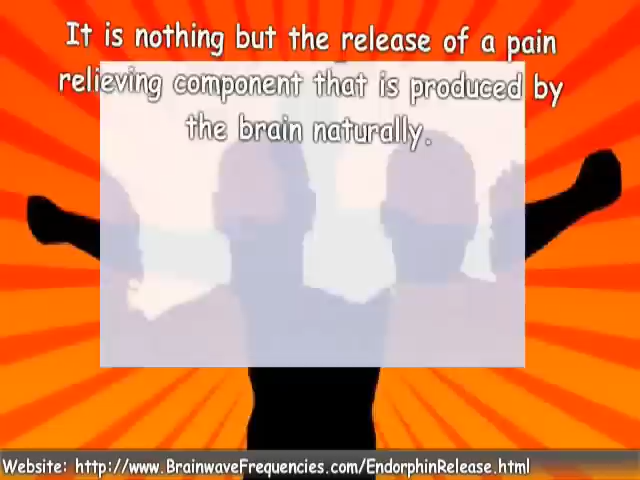 It is nothing but the release of a pain
relieving component that is produced by
the brain naturally.
Website: http://www.BrainwaveFrequencies.com/EndorphinRelease.html